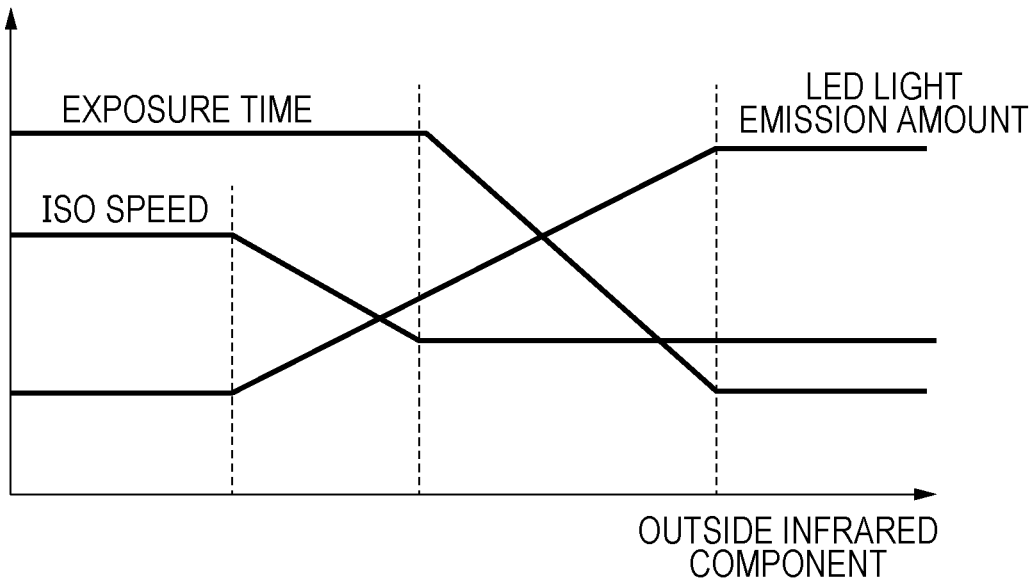 LED LIGHT
EMISSION AMOUNT
EXPOSURE TIME
ISO SPEED
OUTSIDE INFRARED
COMPONENT